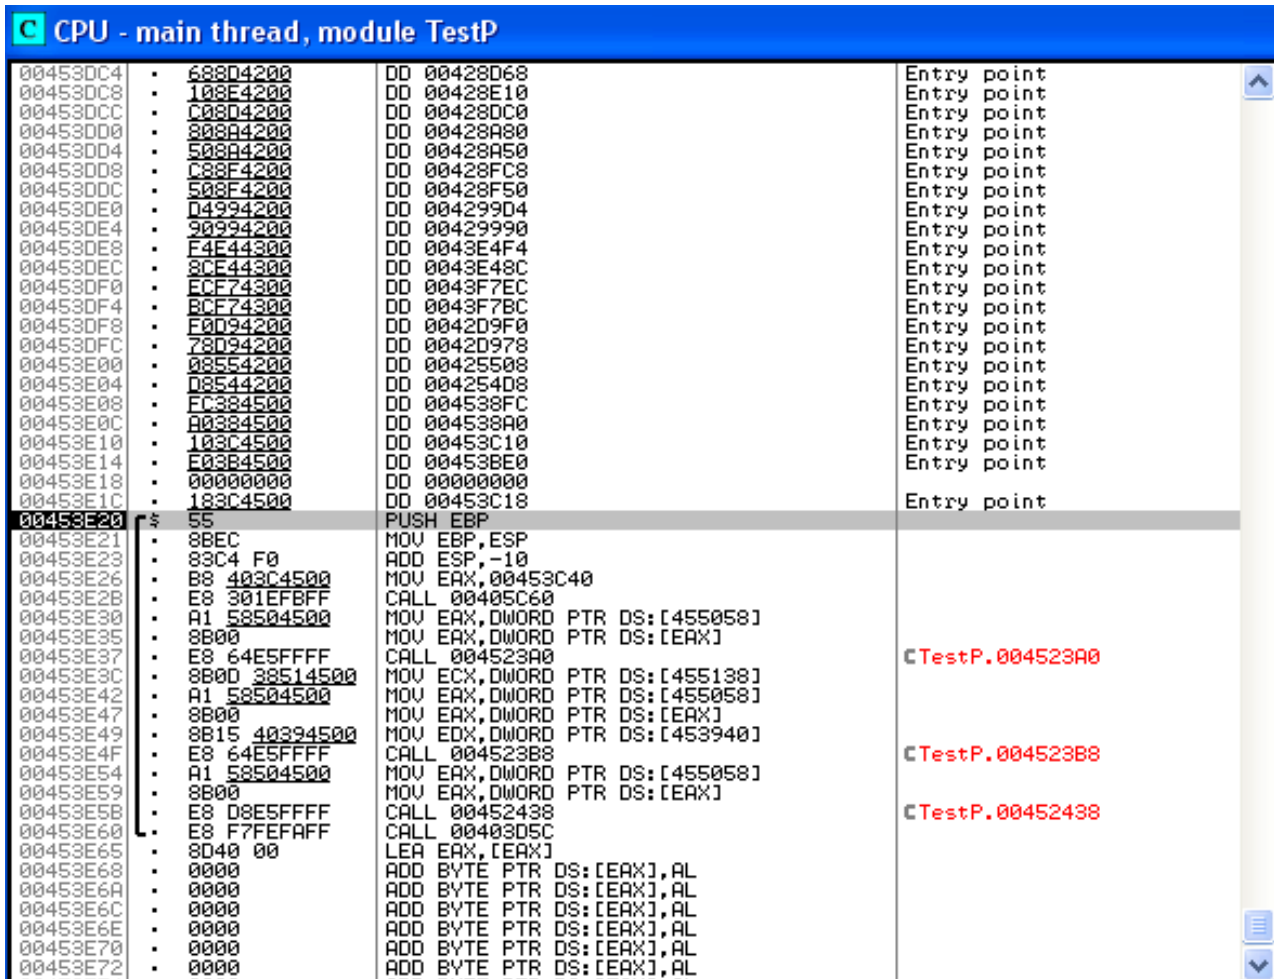 C CPU - main thread, module TestP
00453DC4 . 688D4200 DD 00428D68 Entry point
00453DC8 . 108E4200 DD 00428E10 Entry point
00453DCC . C08D4200 DD 00428DC0 Entry point
00453DD0 . 808A4200 DD 00428A80 Entry point
00453DD4 . 508A4200 DD 00428A50 Entry point
00453DD8 . C88F4200 DD 00428FC8 Entry point
00453DDC . 508F4200 DD 00428F50 Entry point
00453DE0 . D4994200 DD 004299D4 Entry point
00453DE4 . 90994200 DD 00429990 Entry point
00453DE8 . F4E44300 DD 0043E4F4 Entry point
00453DEC . 8CE44300 DD 0043E48C Entry point
00453DF0 . ECF74300 DD 0043F7EC Entry point
00453DF4 . BCF74300 DD 0043F7BC Entry point
00453DF8 . F0D94200 DD 0042D9F0 Entry point
00453DFC . 78D94200 DD 0042D978 Entry point
00453E00 . 08554200 DD 00425508 Entry point
00453E04 . D8544200 DD 004254D8 Entry point
00453E08 . FC384500 DD 004538FC Entry point
00453E0C . A0384500 DD 004538A0 Entry point
00453E10 . 103C4500 DD 00453C10 Entry point
00453E14 . E03B4500 DD 00453BE0 Entry point
00453E18 . 00000000 DD 00000000
00453E1C . 183C4500 DD 00453C18 Entry point
00453E20 $ 55 PUSH EBP
00453E21 . 8BEC MOV EBP,ESP
00453E23 . 83C4 F0 ADD ESP,-10
00453E26 . B8 403C4500 MOV EAX,00453C40
00453E2B . E8 301EFBFF CALL 00405C60
00453E30 . A1 58504500 MOV EAX,DWORD PTR DS:[455058]
00453E35 . 8B00 MOV EAX,DWORD PTR DS:[EAX]
00453E37 . E8 64E5FFFF CALL 004523A0 CTestP.004523A0
00453E3C . 8B0D 38514500 MOV ECX,DWORD PTR DS:[455138]
00453E42 . A1 58504500 MOV EAX,DWORD PTR DS:[455058]
00453E47 . 8B00 MOV EAX,DWORD PTR DS:[EAX]
00453E49 . 8B15 40394500 MOV EDX,DWORD PTR DS:[453940]
00453E4F . E8 64E5FFFF CALL 004523B8 CTestP.004523B8
00453E54 . A1 58504500 MOV EAX,DWORD PTR DS:[455058]
00453E59 . 8B00 MOV EAX,DWORD PTR DS:[EAX]
00453E5B . E8 D8E5FFFF CALL 00452438 CTestP.00452438
00453E60 . E8 F7FEFAFF CALL 00403D5C
00453E65 . 8D40 00 LEA EAX,[EAX]
00453E68 . 0000 ADD BYTE PTR DS:[EAX],AL
00453E6A . 0000 ADD BYTE PTR DS:[EAX],AL
00453E6C . 0000 ADD BYTE PTR DS:[EAX],AL
00453E6E . 0000 ADD BYTE PTR DS:[EAX],AL
00453E70 . 0000 ADD BYTE PTR DS:[EAX],AL
00453E72 . 0000 ADD BYTE PTR DS:[EAX],AL